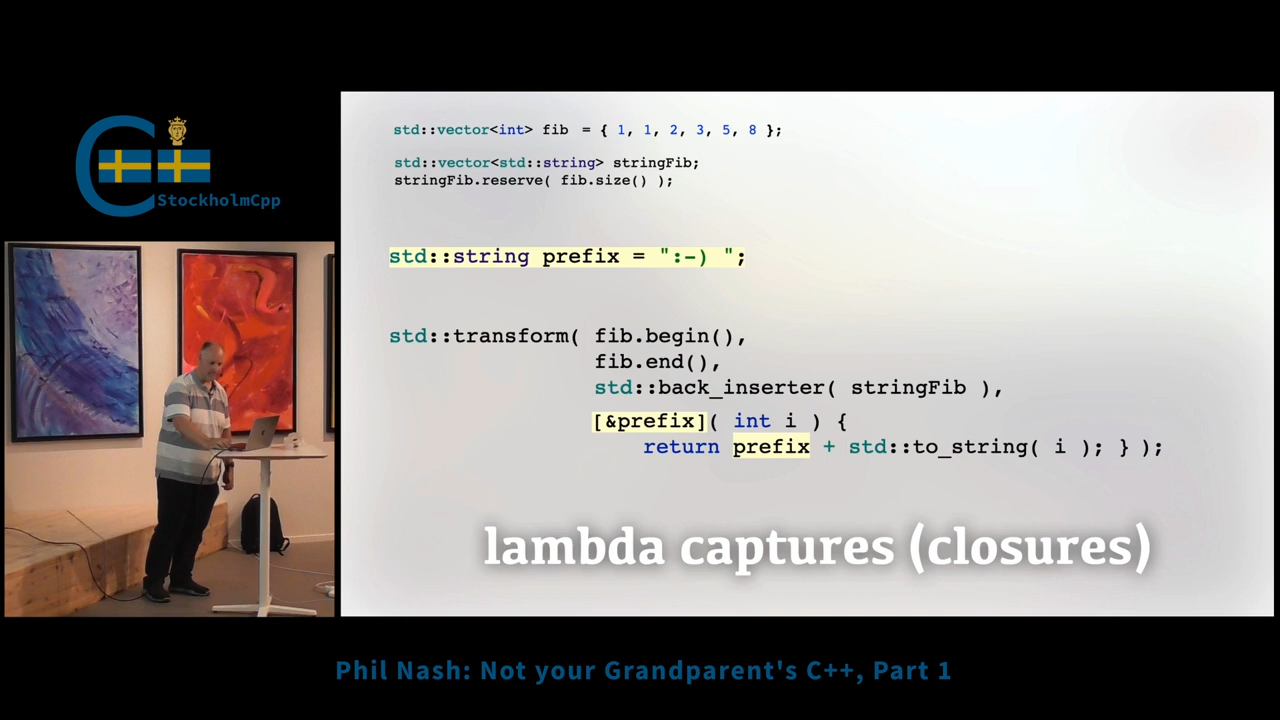 StockholmCpp
std::vector<int> fib = { 1, 1, 2, 3, 5, 8 };
std::vector<std::string> stringFib;
stringFib.reserve( fib.size() );
std::string prefix = ":-) ";
std::transform( fib.begin(),
fib.end(),
std::back_inserter( stringFib ),
[&prefix]( int i ) {
return prefix + std::to_string( i ); } );
lambda captures (closures)
Phil Nash: Not your Grandparent's C++, Part 1